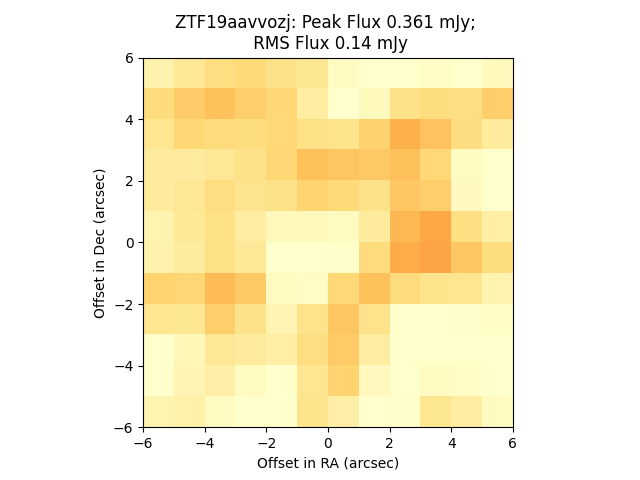 ZTF19aavvozj: Peak Flux 0.361 mJy;
RMS Flux 0.14 mJy
6
4
2
0
−2
−4
−6
Offset in Dec (arcsec)
−6 −4 −2 0 2 4 6
Offset in RA (arcsec)